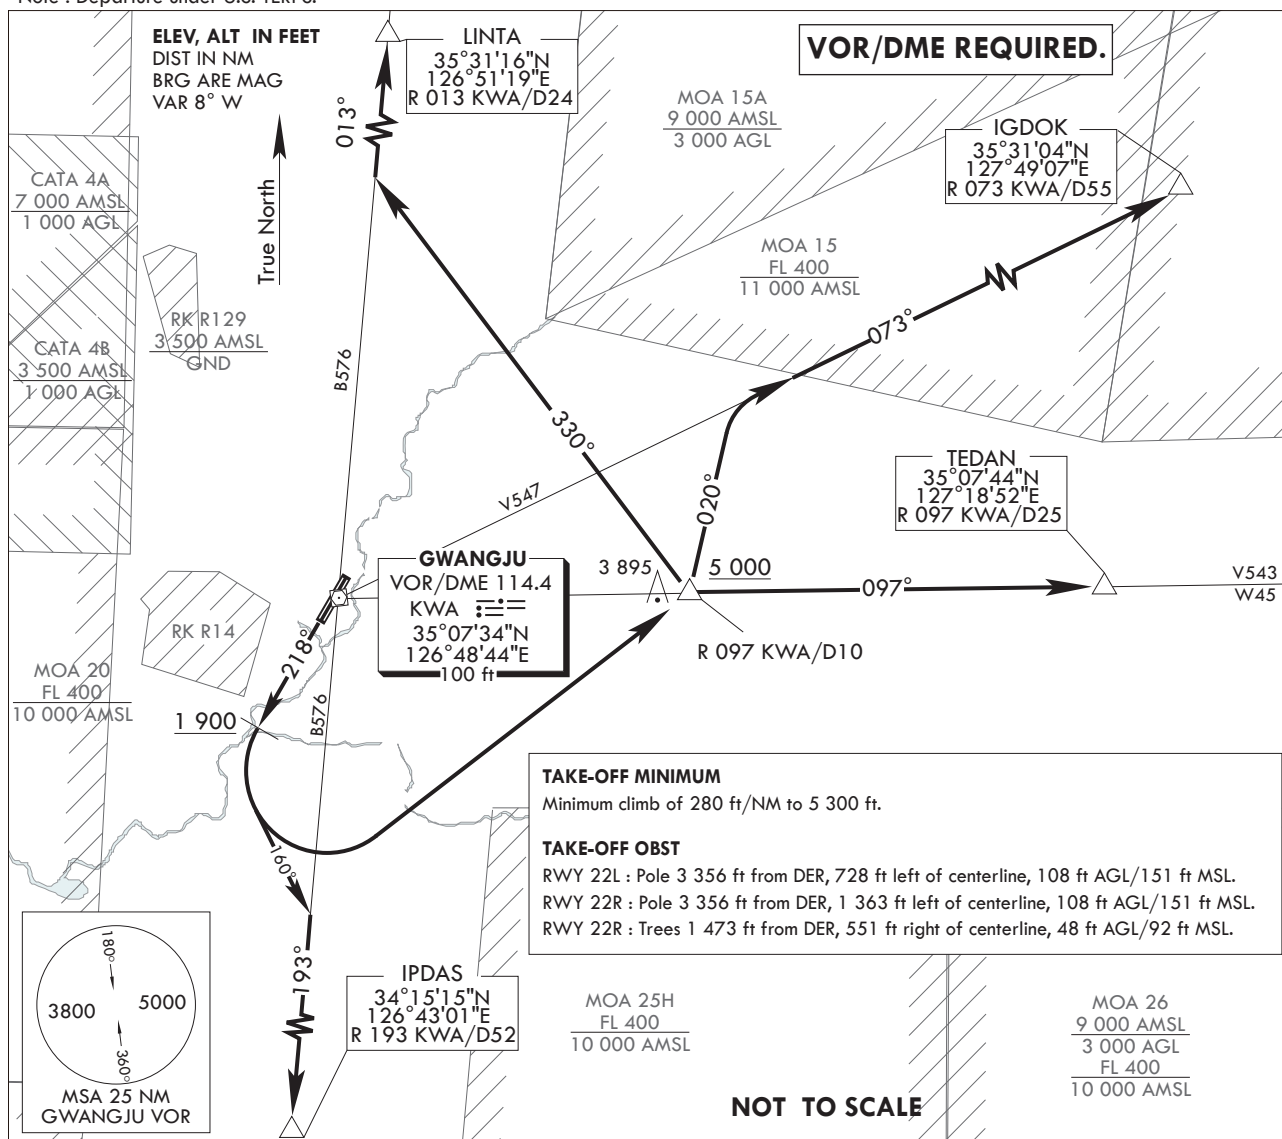 Note : Departure under U.S. TERPS.
ELEV, ALT IN FEET
DIST IN NM
BRG ARE MAG
VAR 8° W
True North
LINTA
35°31'16"N
126°51'19"E
R 013 KWA/D24
VOR/DME REQUIRED.
MOA 15A
9 000 AMSL
3 000 AGL
IGDOK
35°31'04"N
127°49'07"E
R 073 KWA/D55
013°
CATA 4A
7 000 AMSL
1 000 AGL
MOA 15
FL 400
11 000 AMSL
RK R129
3 500 AMSL
GND
CATA 4B
3 500 AMSL
1 000 AGL
B576
073°
330°
V547
020°
TEDAN
35°07'44"N
127°18'52"E
R 097 KWA/D25
GWANGJU
VOR/DME 114.4
KWA
35°07'34"N
126°48'44"E
100 ft
3 895
5 000
097°
V543
W45
R 097 KWA/D10
RK R14
218°
MOA 20
FL 400
10 000 AMSL
1 900
B576
160°
193°
TAKE-OFF MINIMUM
Minimum climb of 280 ft/NM to 5 300 ft.
TAKE-OFF OBST
RWY 22L : Pole 3 356 ft from DER, 728 ft left of centerline, 108 ft AGL/151 ft MSL.
RWY 22R : Pole 3 356 ft from DER, 1 363 ft left of centerline, 108 ft AGL/151 ft MSL.
RWY 22R : Trees 1 473 ft from DER, 551 ft right of centerline, 48 ft AGL/92 ft MSL.
180°
3800
5000
360°
MSA 25 NM
GWANGJU VOR
IPDAS
34°15'15"N
126°43'01"E
R 193 KWA/D52
MOA 25H
FL 400
10 000 AMSL
MOA 26
9 000 AMSL
3 000 AGL
FL 400
10 000 AMSL
NOT TO SCALE